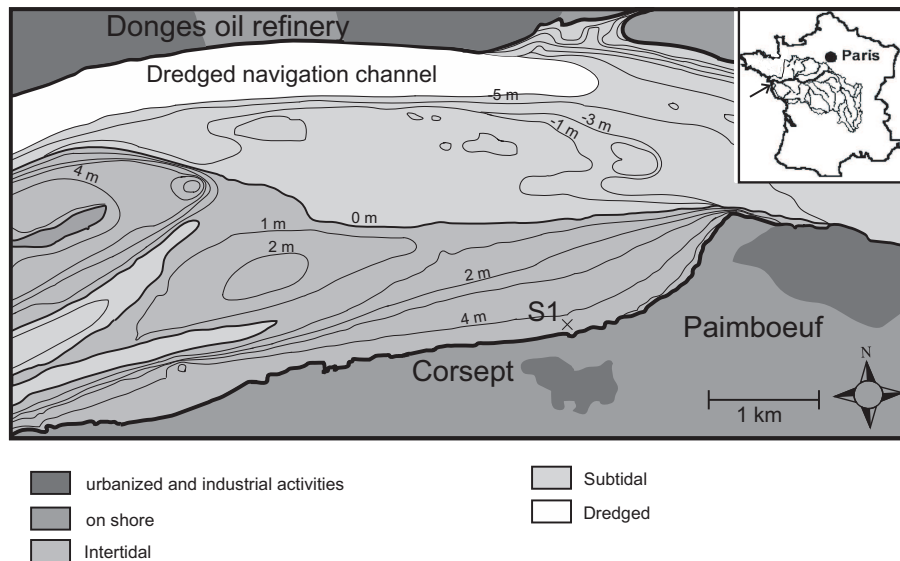 Donges oil refinery
Dredged navigation channel
Paris
-5 m
-3 m
-1 m
4 m
0 m
1 m
2 m
2 m
4 m
S1
Paimboeuf
Corsept
N
1 km
urbanized and industrial activities
on shore
Intertidal
Subtidal
Dredged